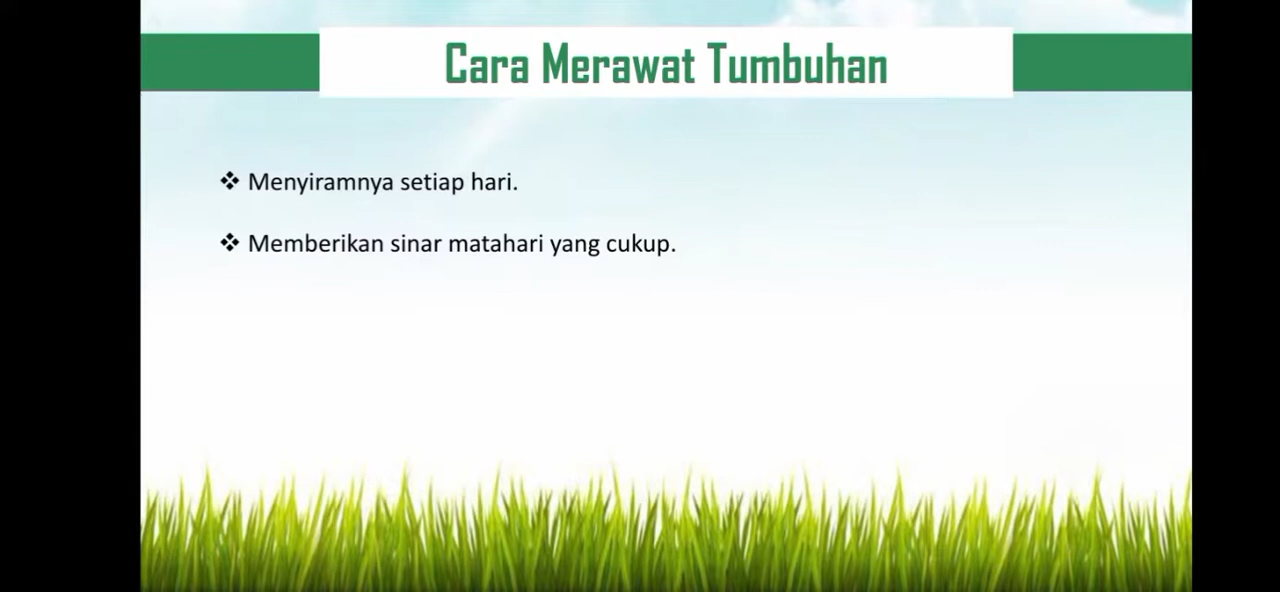 Cara Merawat Tumbuhan
❖ Menyiramnya setiap hari.
❖ Memberikan sinar matahari yang cukup.